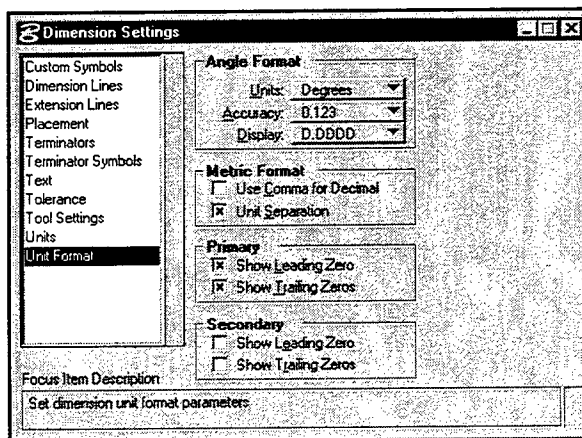 Dimension Settings
Custom Symbols
Dimension Lines
Extension Lines
Placement
Terminators
Terminator Symbols
Text
Tolerance
Tool Settings
Units
Unit Format
Angle Format
Units: Degrees
Accuracy: 0.123
Display: D.DDDD
Metric Format
Use Comma for Decimal
Unit Separation
Primary
Show Leading Zero
Show Trailing Zeros
Secondary
Show Leading Zero
Show Trailing Zeros
Focus Item Description
Set dimension unit format parameters